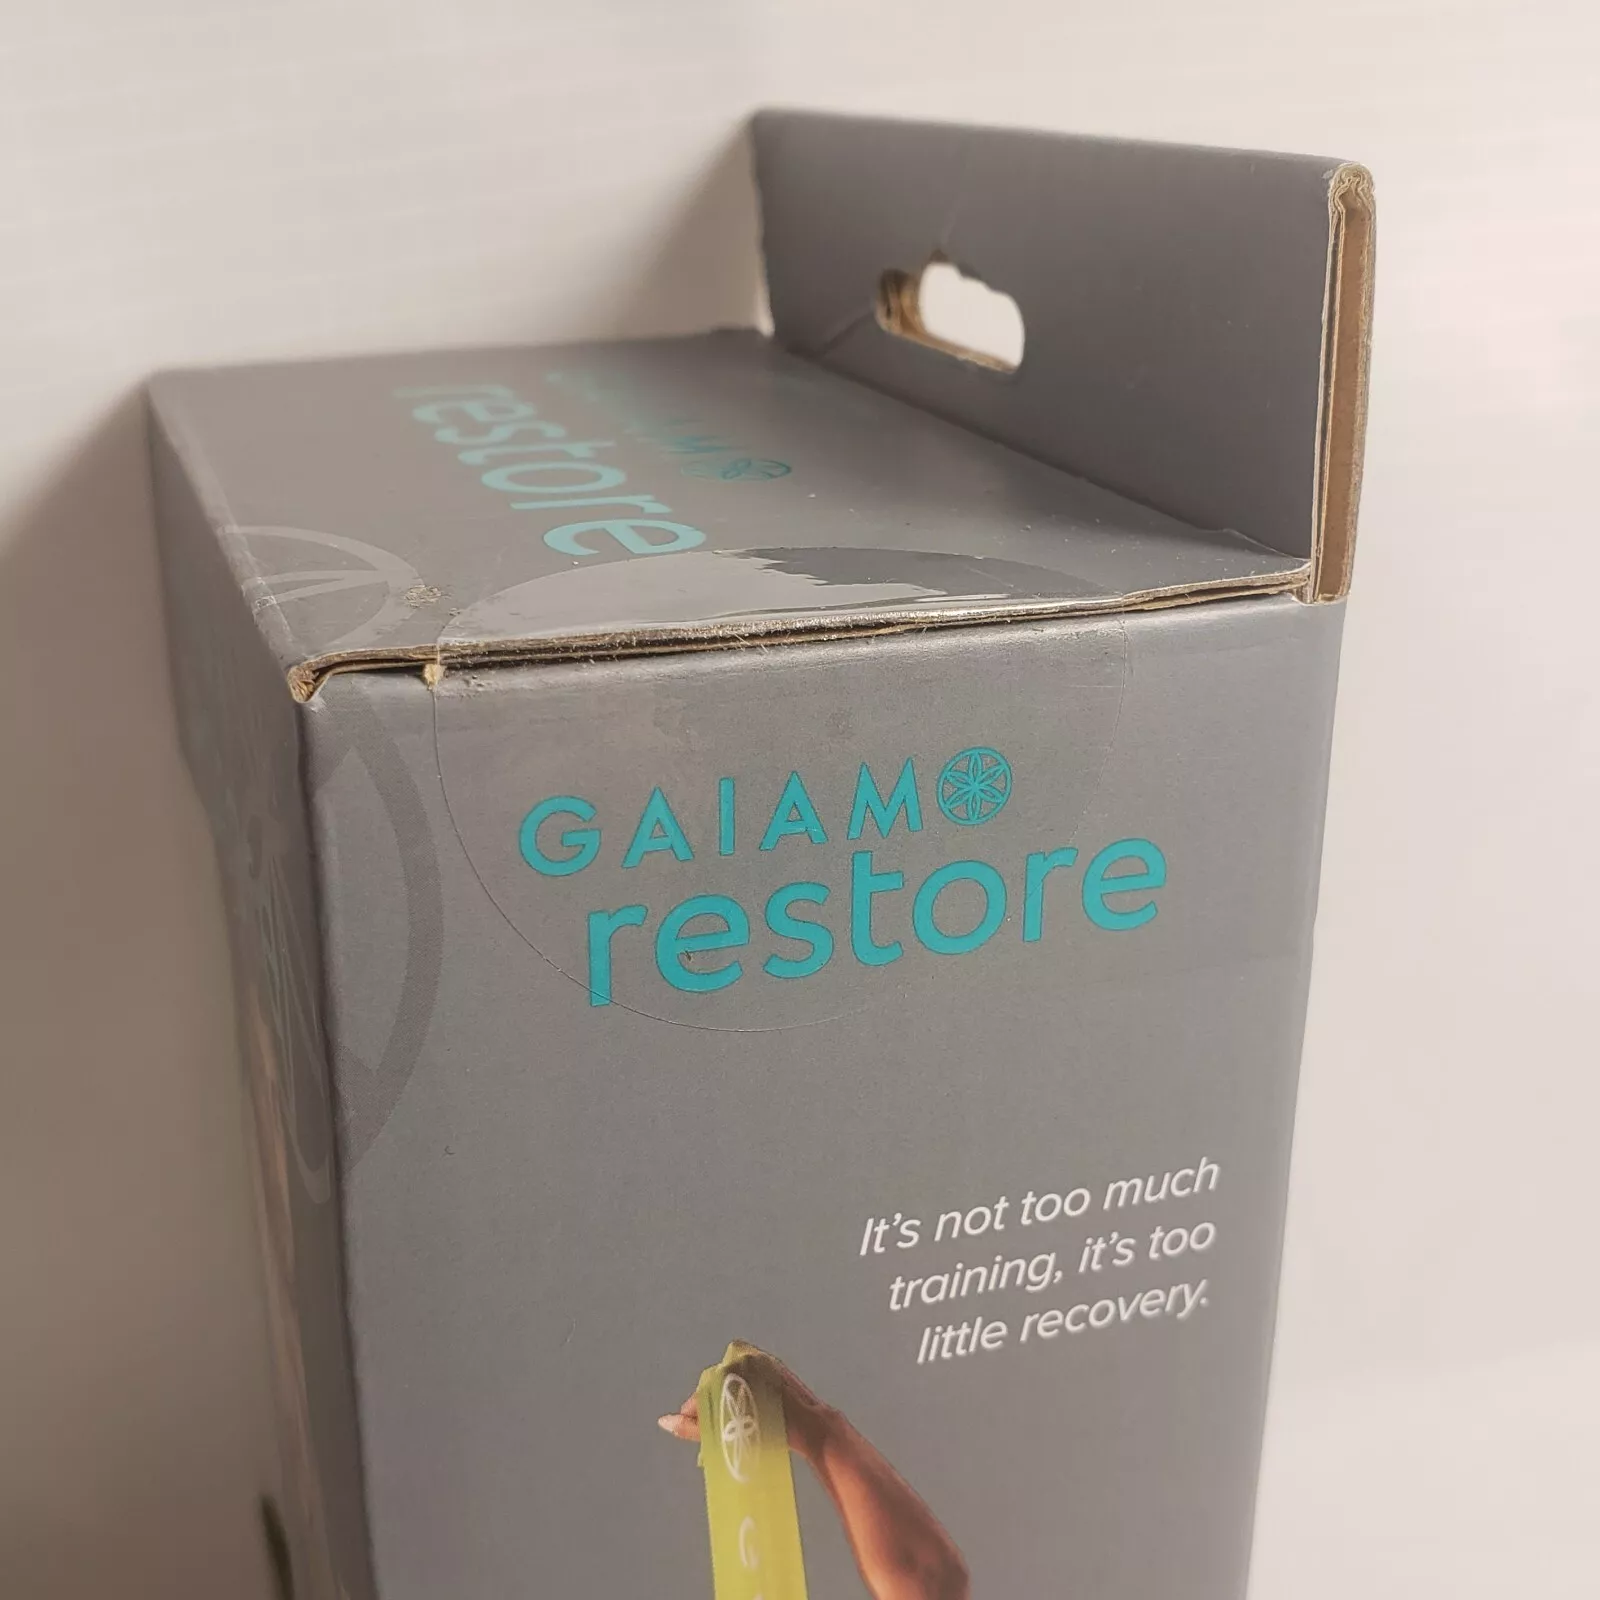 restore
GAIAM
restore
It's not too much
training, it's too
little recovery.